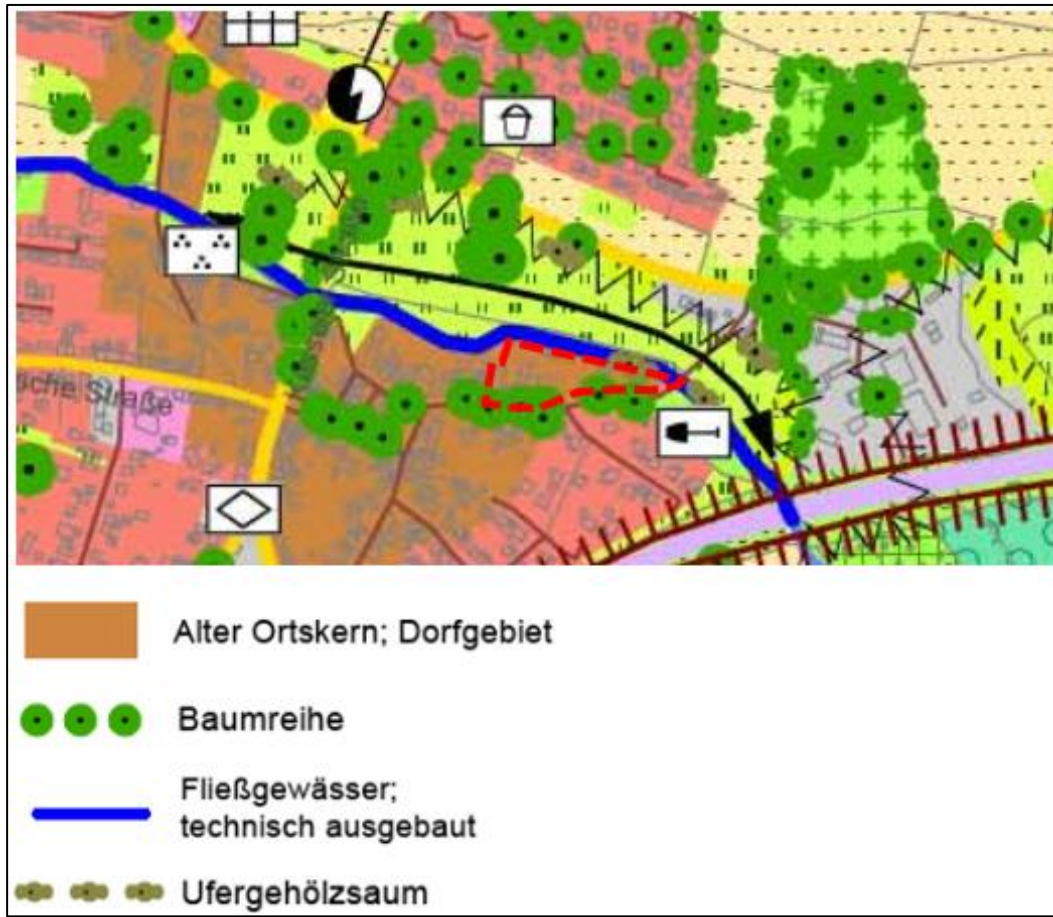 sche Straße
Alter Ortskern; Dorfgebiet
Baumreihe
Fließgewässer;
technisch ausgebaut
Ufergehölzsaum